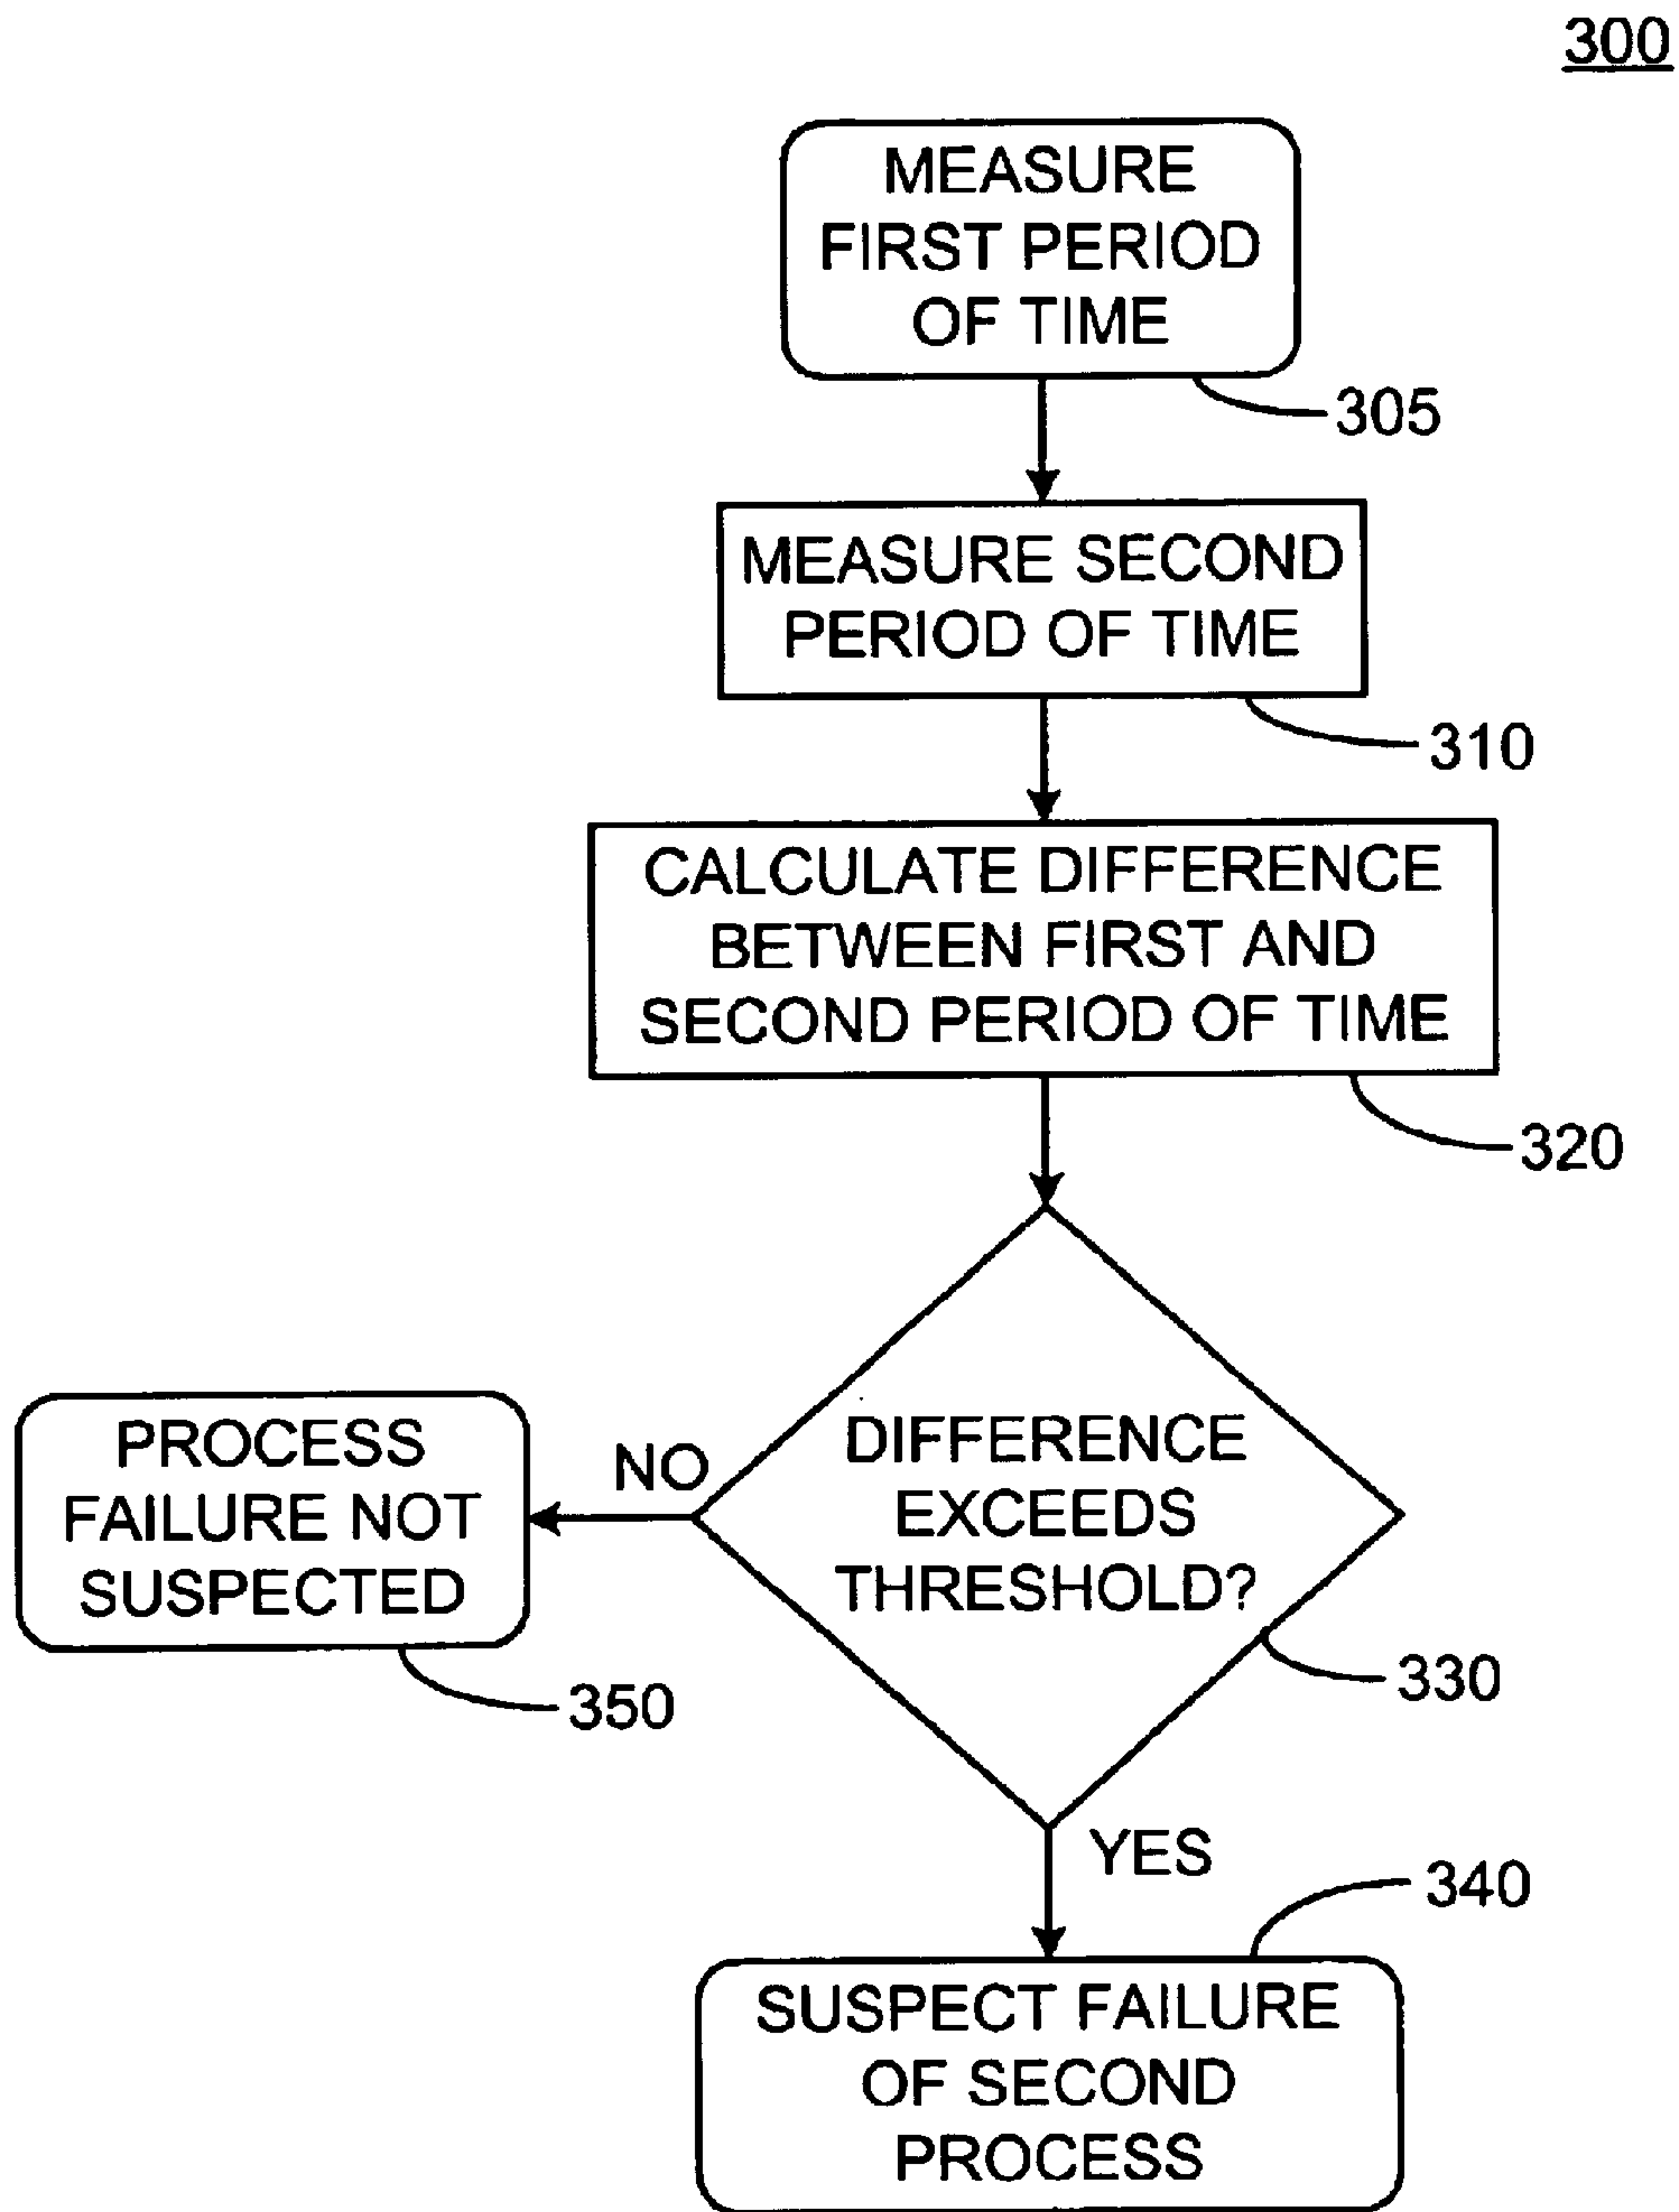 300
MEASURE
FIRST PERIOD
OF TIME
305
MEASURE SECOND
PERIOD OF TIME
310
CALCULATE DIFFERENCE
BETWEEN FIRST AND
SECOND PERIOD OF TIME
320
DIFFERENCE
EXCEEDS
THRESHOLD?
330
NO
PROCESS
FAILURE NOT
SUSPECTED
350
YES
340
SUSPECT FAILURE
OF SECOND
PROCESS